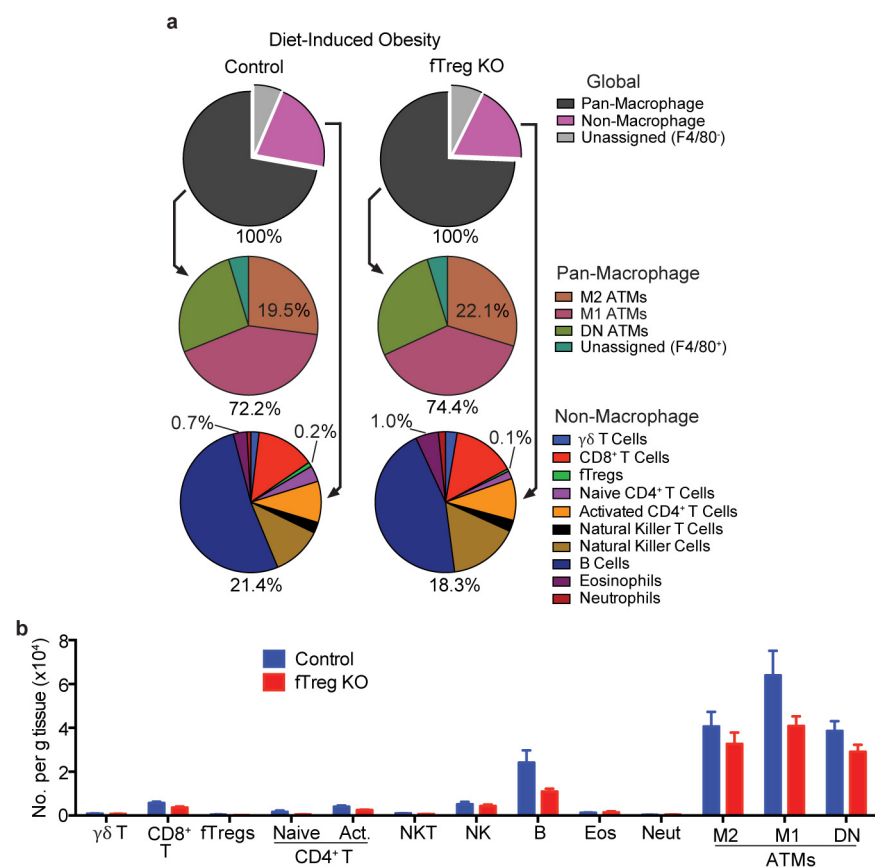 a
Diet-Induced Obesity
Control
fTreg KO
Global
Pan-Macrophage
Non-Macrophage
Unassigned (F4/80⁻)
100%
100%
Pan-Macrophage
M2 ATMs
M1 ATMs
DN ATMs
Unassigned (F4/80⁺)
19.5%
22.1%
72.2%
74.4%
Non-Macrophage
γδ T Cells
CD8⁺ T Cells
fTregs
Naive CD4⁺ T Cells
Activated CD4⁺ T Cells
Natural Killer T Cells
Natural Killer Cells
B Cells
Eosinophils
Neutrophils
0.7%
0.2%
1.0%
0.1%
21.4%
18.3%
b
No. per g tissue (x10⁴)
8
6
4
2
0
Control
fTreg KO
γδ T
CD8⁺
T
fTregs
Naive
Act.
CD4⁺ T
NKT
NK
B
Eos
Neut
M2
M1
DN
ATMs